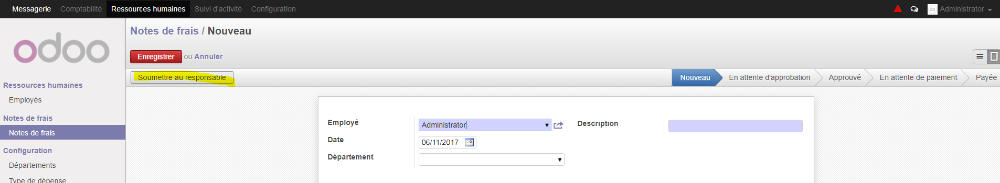 Messagerie Comptabilité Ressources humaines Suivi d'activité Configuration Administrator
odoo
Notes de frais / Nouveau
Enregistrer ou Annuler
Soumettre au responsable
Nouveau En attente d'approbation Approuvé En attente de paiement Payée
Ressources humaines
Employés
Notes de frais
Notes de frais
Configuration
Départements
Type de dépense
Employé Administrator Description
Date 06/11/2017
Département